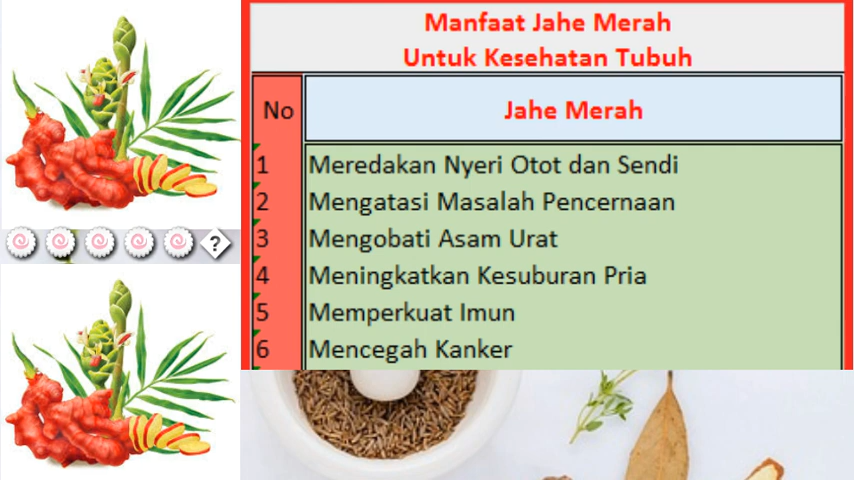 Manfaat Jahe Merah
Untuk Kesehatan Tubuh
No Jahe Merah
1 Meredakan Nyeri Otot dan Sendi
2 Mengatasi Masalah Pencernaan
3 Mengobati Asam Urat
4 Meningkatkan Kesuburan Pria
5 Memperkuat Imun
6 Mencegah Kanker
?